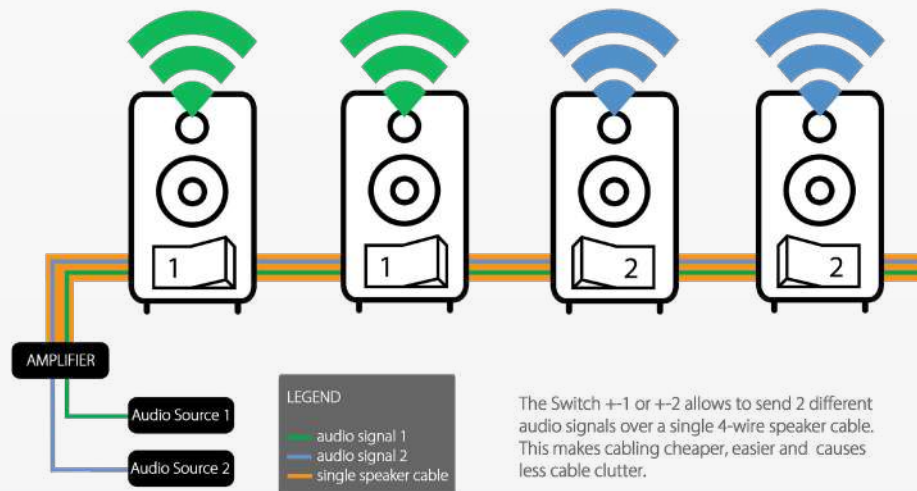 1
1
2
2
AMPLIFIER
Audio Source 1
Audio Source 2
LEGEND
audio signal 1
audio signal 2
single speaker cable
The Switch +-1 or +-2 allows to send 2 different
audio signals over a single 4-wire speaker cable.
This makes cabling cheaper, easier and causes
less cable clutter.